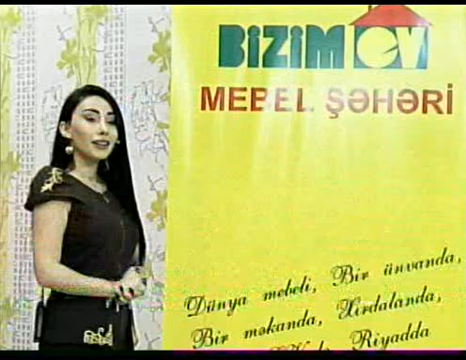 BiZiM ev
MEBEL ŞƏHƏRİ
Dünya mebeli, Bir ünvanda,
Bir məkanda, Xırdalanda,
Riyadda